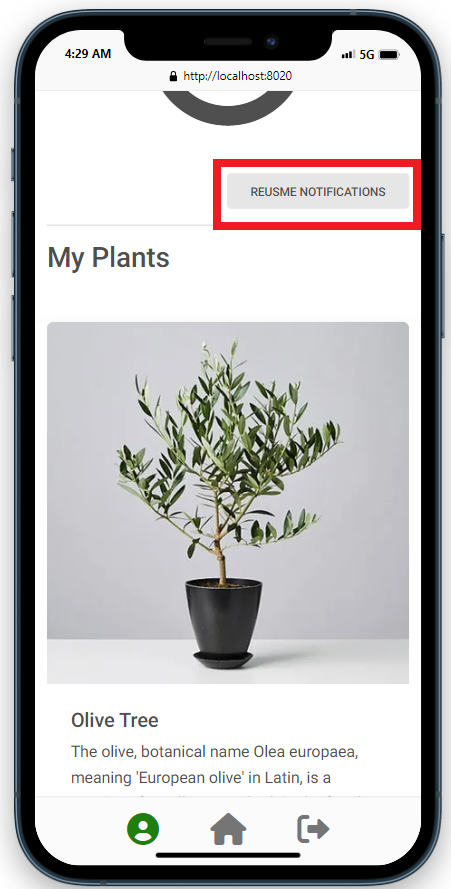 4:29 AM
5G
http://localhost:8020
REUSME NOTIFICATIONS
My Plants
Olive Tree
The olive, botanical name Olea europaea,
meaning 'European olive' in Latin, is a